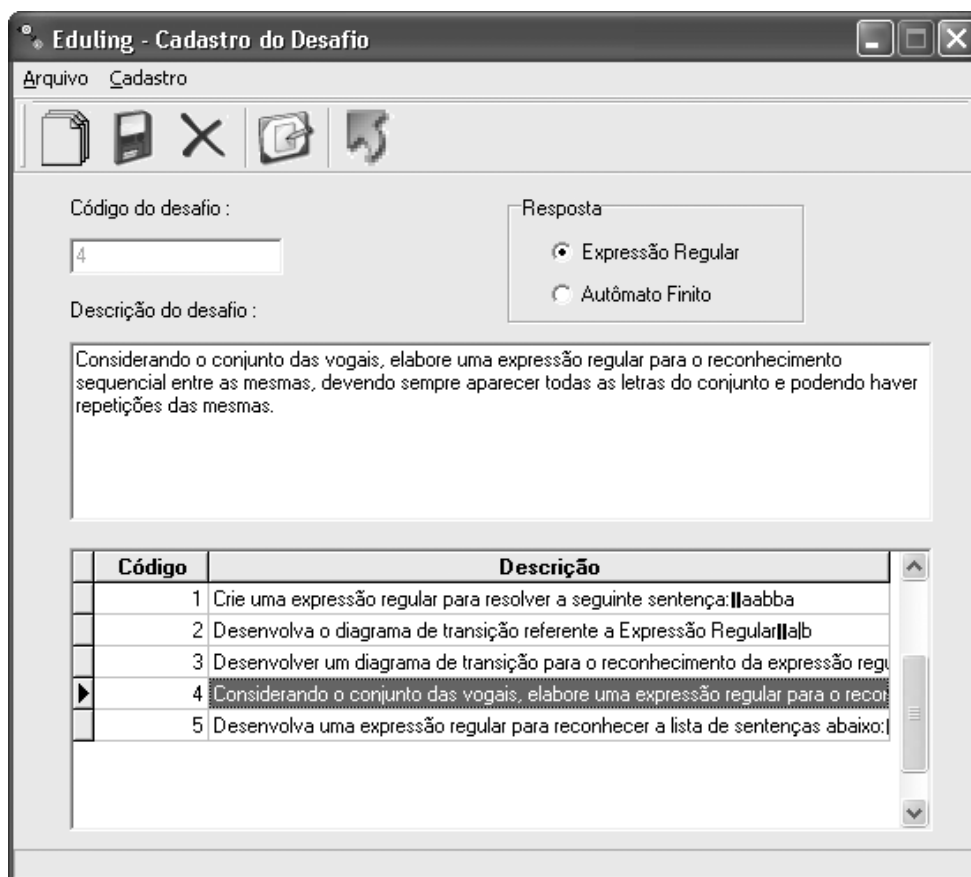 Eduling - Cadastro do Desafio
Arquivo Cadastro
Código do desafio :
Resposta
4
Expressão Regular
Autômato Finito
Descrição do desafio :
Considerando o conjunto das vogais, elabore uma expressão regular para o reconhecimento
sequencial entre as mesmas, devendo sempre aparecer todas as letras do conjunto e podendo haver
repetições das mesmas.
Código Descrição
1 Crie uma expressão regular para resolver a seguinte sentença:||aabba
2 Desenvolva o diagrama de transição referente a Expressão Regular||a|b
3 Desenvolver um diagrama de transição para o reconhecimento da expressão regu
4 Considerando o conjunto das vogais, elabore uma expressão regular para o recor
5 Desenvolva uma expressão regular para reconhecer a lista de sentenças abaixo:|